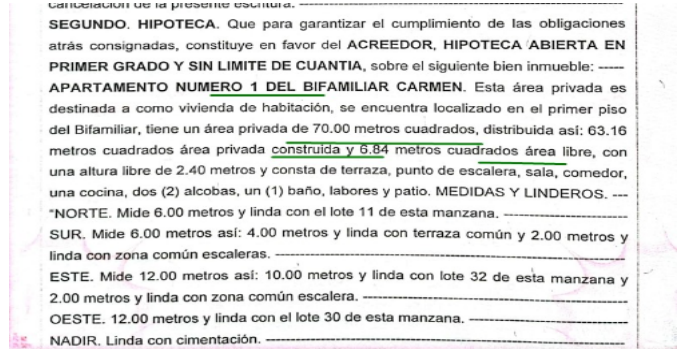 cancelación de la presente escritura. -----------
SEGUNDO. HIPOTECA. Que para garantizar el cumplimiento de las obligaciones
atrás consignadas, constituye en favor del ACREEDOR, HIPOTECA ABIERTA EN
PRIMER GRADO Y SIN LIMITE DE CUANTIA, sobre el siguiente bien inmueble: -----
APARTAMENTO NUMERO 1 DEL BIFAMILIAR CARMEN. Esta área privada es
destinada a como vivienda de habitación, se encuentra localizado en el primer piso
del Bifamiliar, tiene un área privada de 70.00 metros cuadrados, distribuida así: 63.16
metros cuadrados área privada construida y 6.84 metros cuadrados área libre, con
una altura libre de 2.40 metros y consta de terraza, punto de escalera, sala, comedor,
una cocina, dos (2) alcobas, un (1) baño, labores y patio. MEDIDAS Y LINDEROS. ---
"NORTE. Mide 6.00 metros y linda con el lote 11 de esta manzana. -----------
SUR. Mide 6.00 metros así: 4.00 metros y linda con terraza común y 2.00 metros y
linda con zona común escaleras. -----------
ESTE. Mide 12.00 metros así: 10.00 metros y linda con lote 32 de esta manzana y
2.00 metros y linda con zona común escalera. -----------
OESTE. 12.00 metros y linda con el lote 30 de esta manzana. -----------
NADIR. Linda con cimentación. -----------